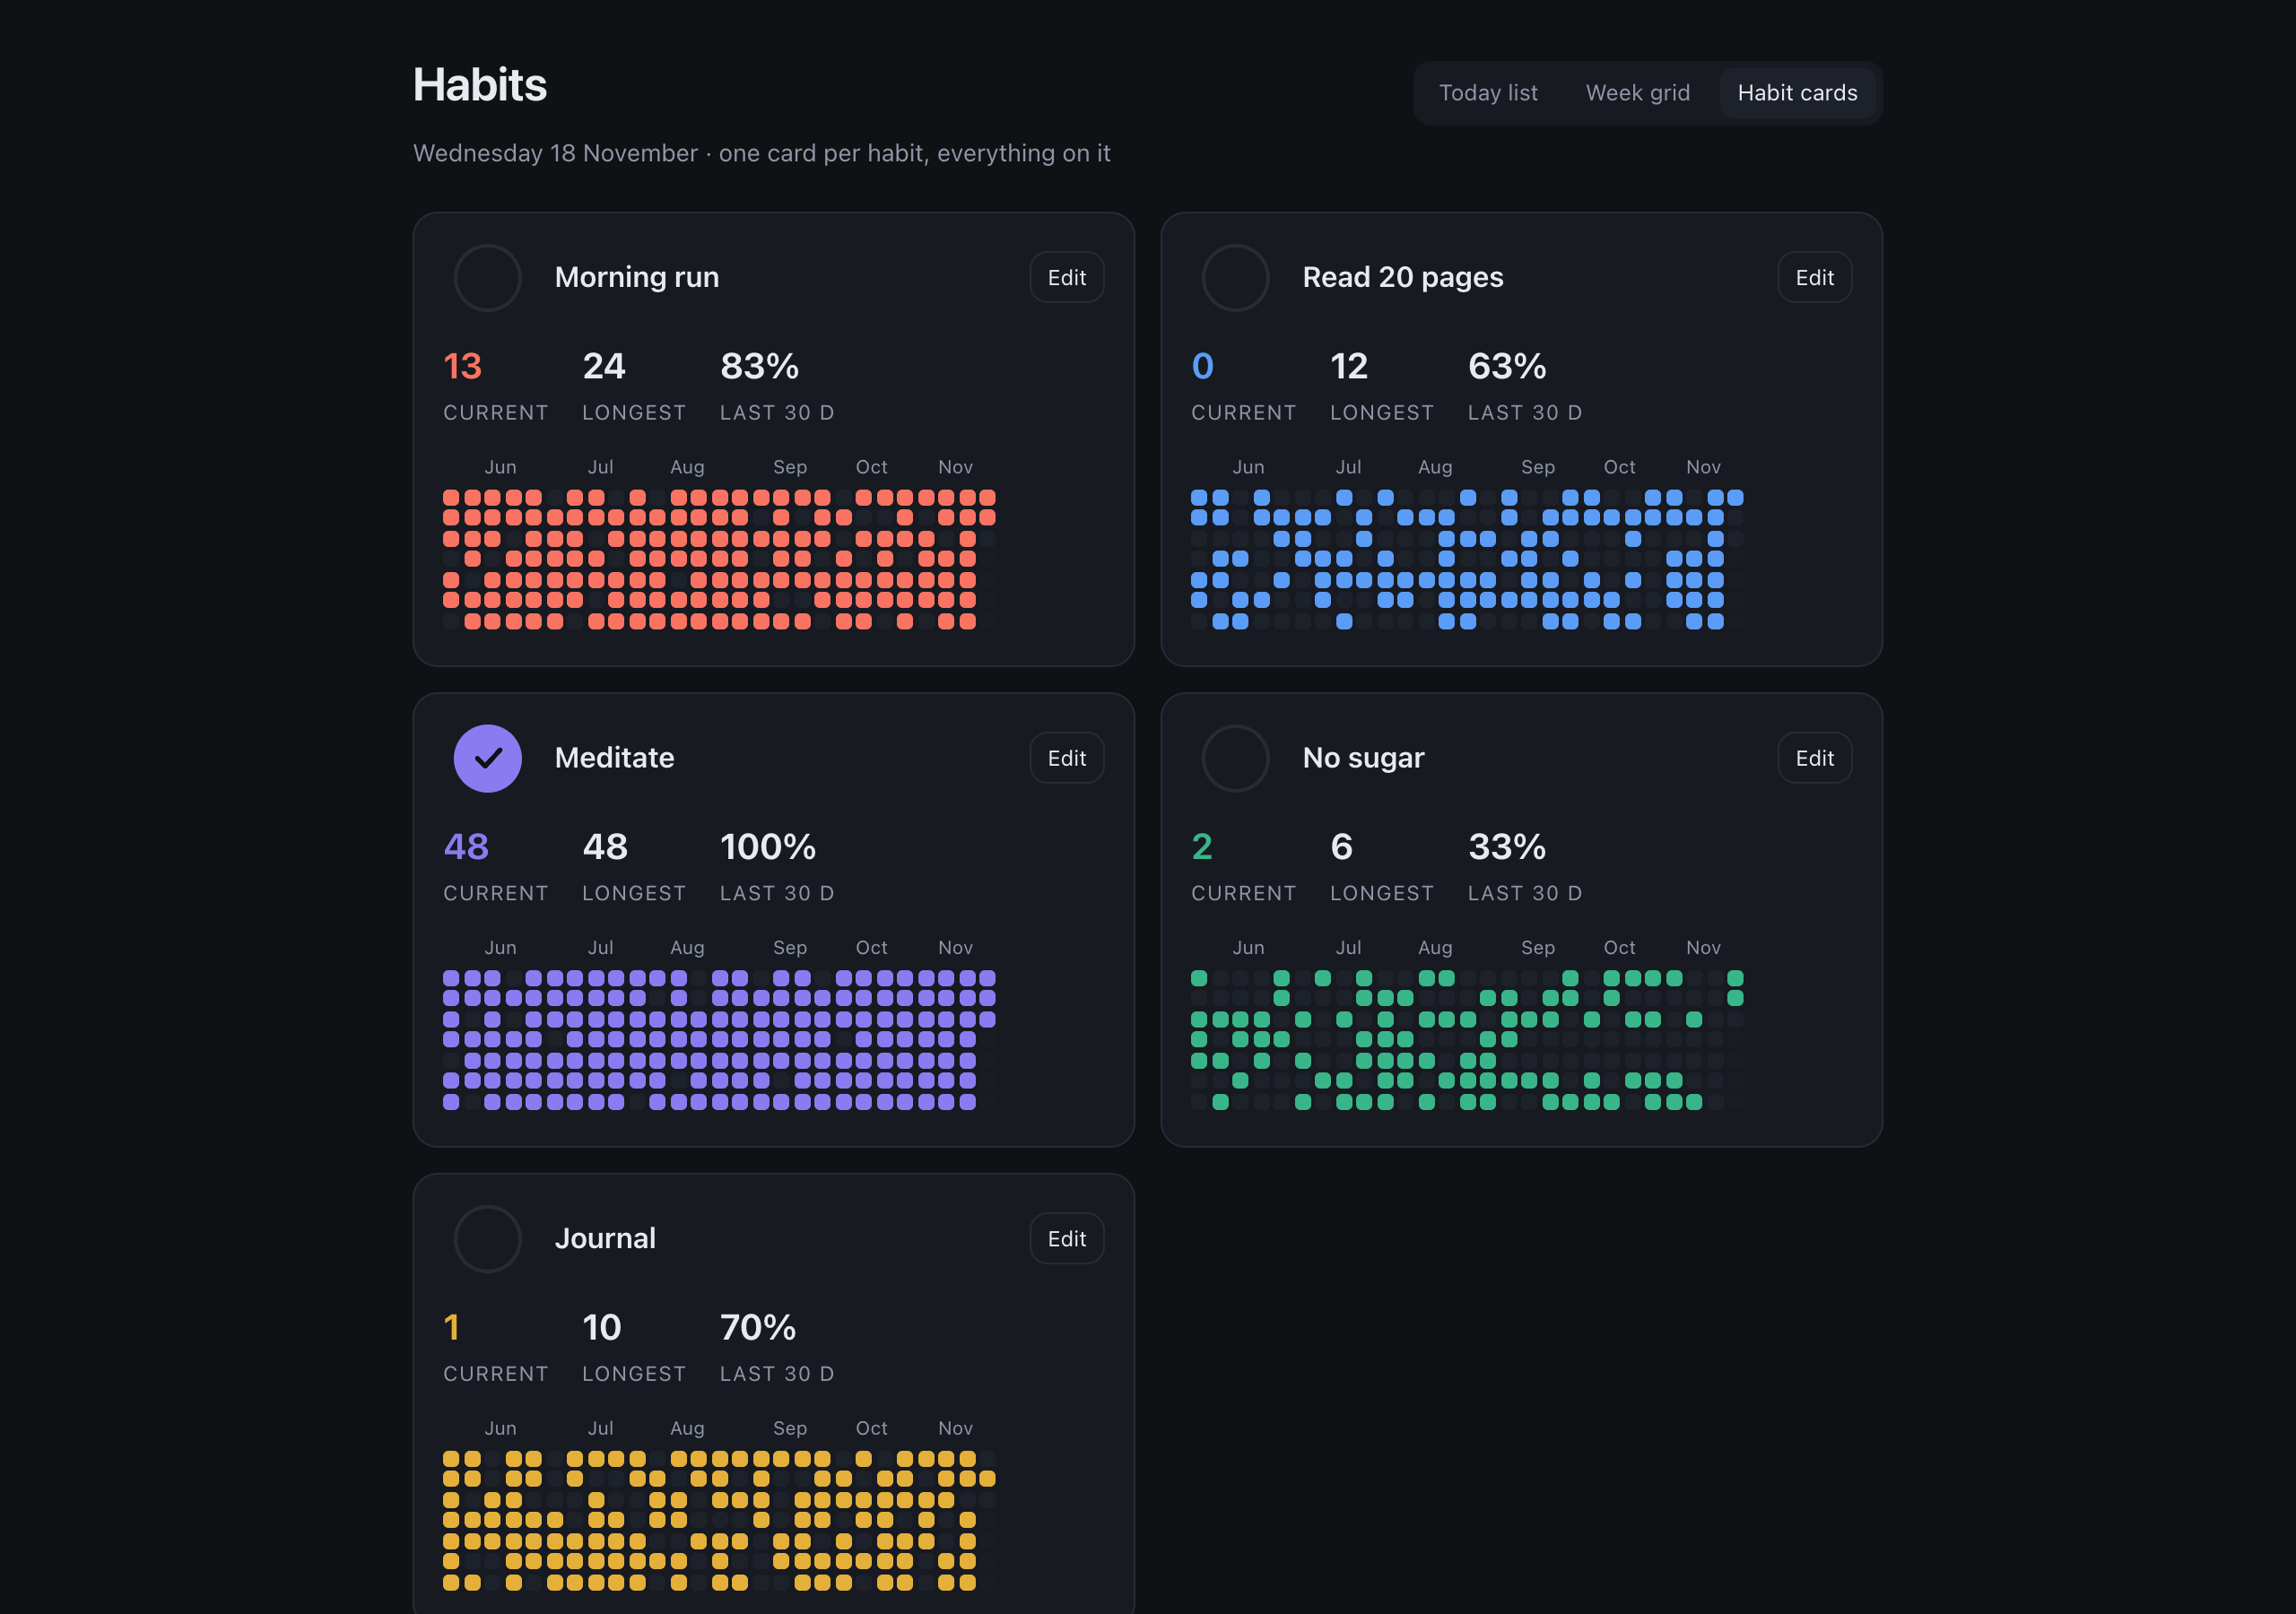 Habits
Today list
Week grid
Habit cards
Wednesday 18 November · one card per habit, everything on it
Morning run
Edit
13
24
83%
CURRENT
LONGEST
LAST 30 D
Jun Jul Aug Sep Oct Nov
Read 20 pages
Edit
0
12
63%
CURRENT
LONGEST
LAST 30 D
Jun Jul Aug Sep Oct Nov
Meditate
Edit
48
48
100%
CURRENT
LONGEST
LAST 30 D
Jun Jul Aug Sep Oct Nov
No sugar
Edit
2
6
33%
CURRENT
LONGEST
LAST 30 D
Jun Jul Aug Sep Oct Nov
Journal
Edit
1
10
70%
CURRENT
LONGEST
LAST 30 D
Jun Jul Aug Sep Oct Nov